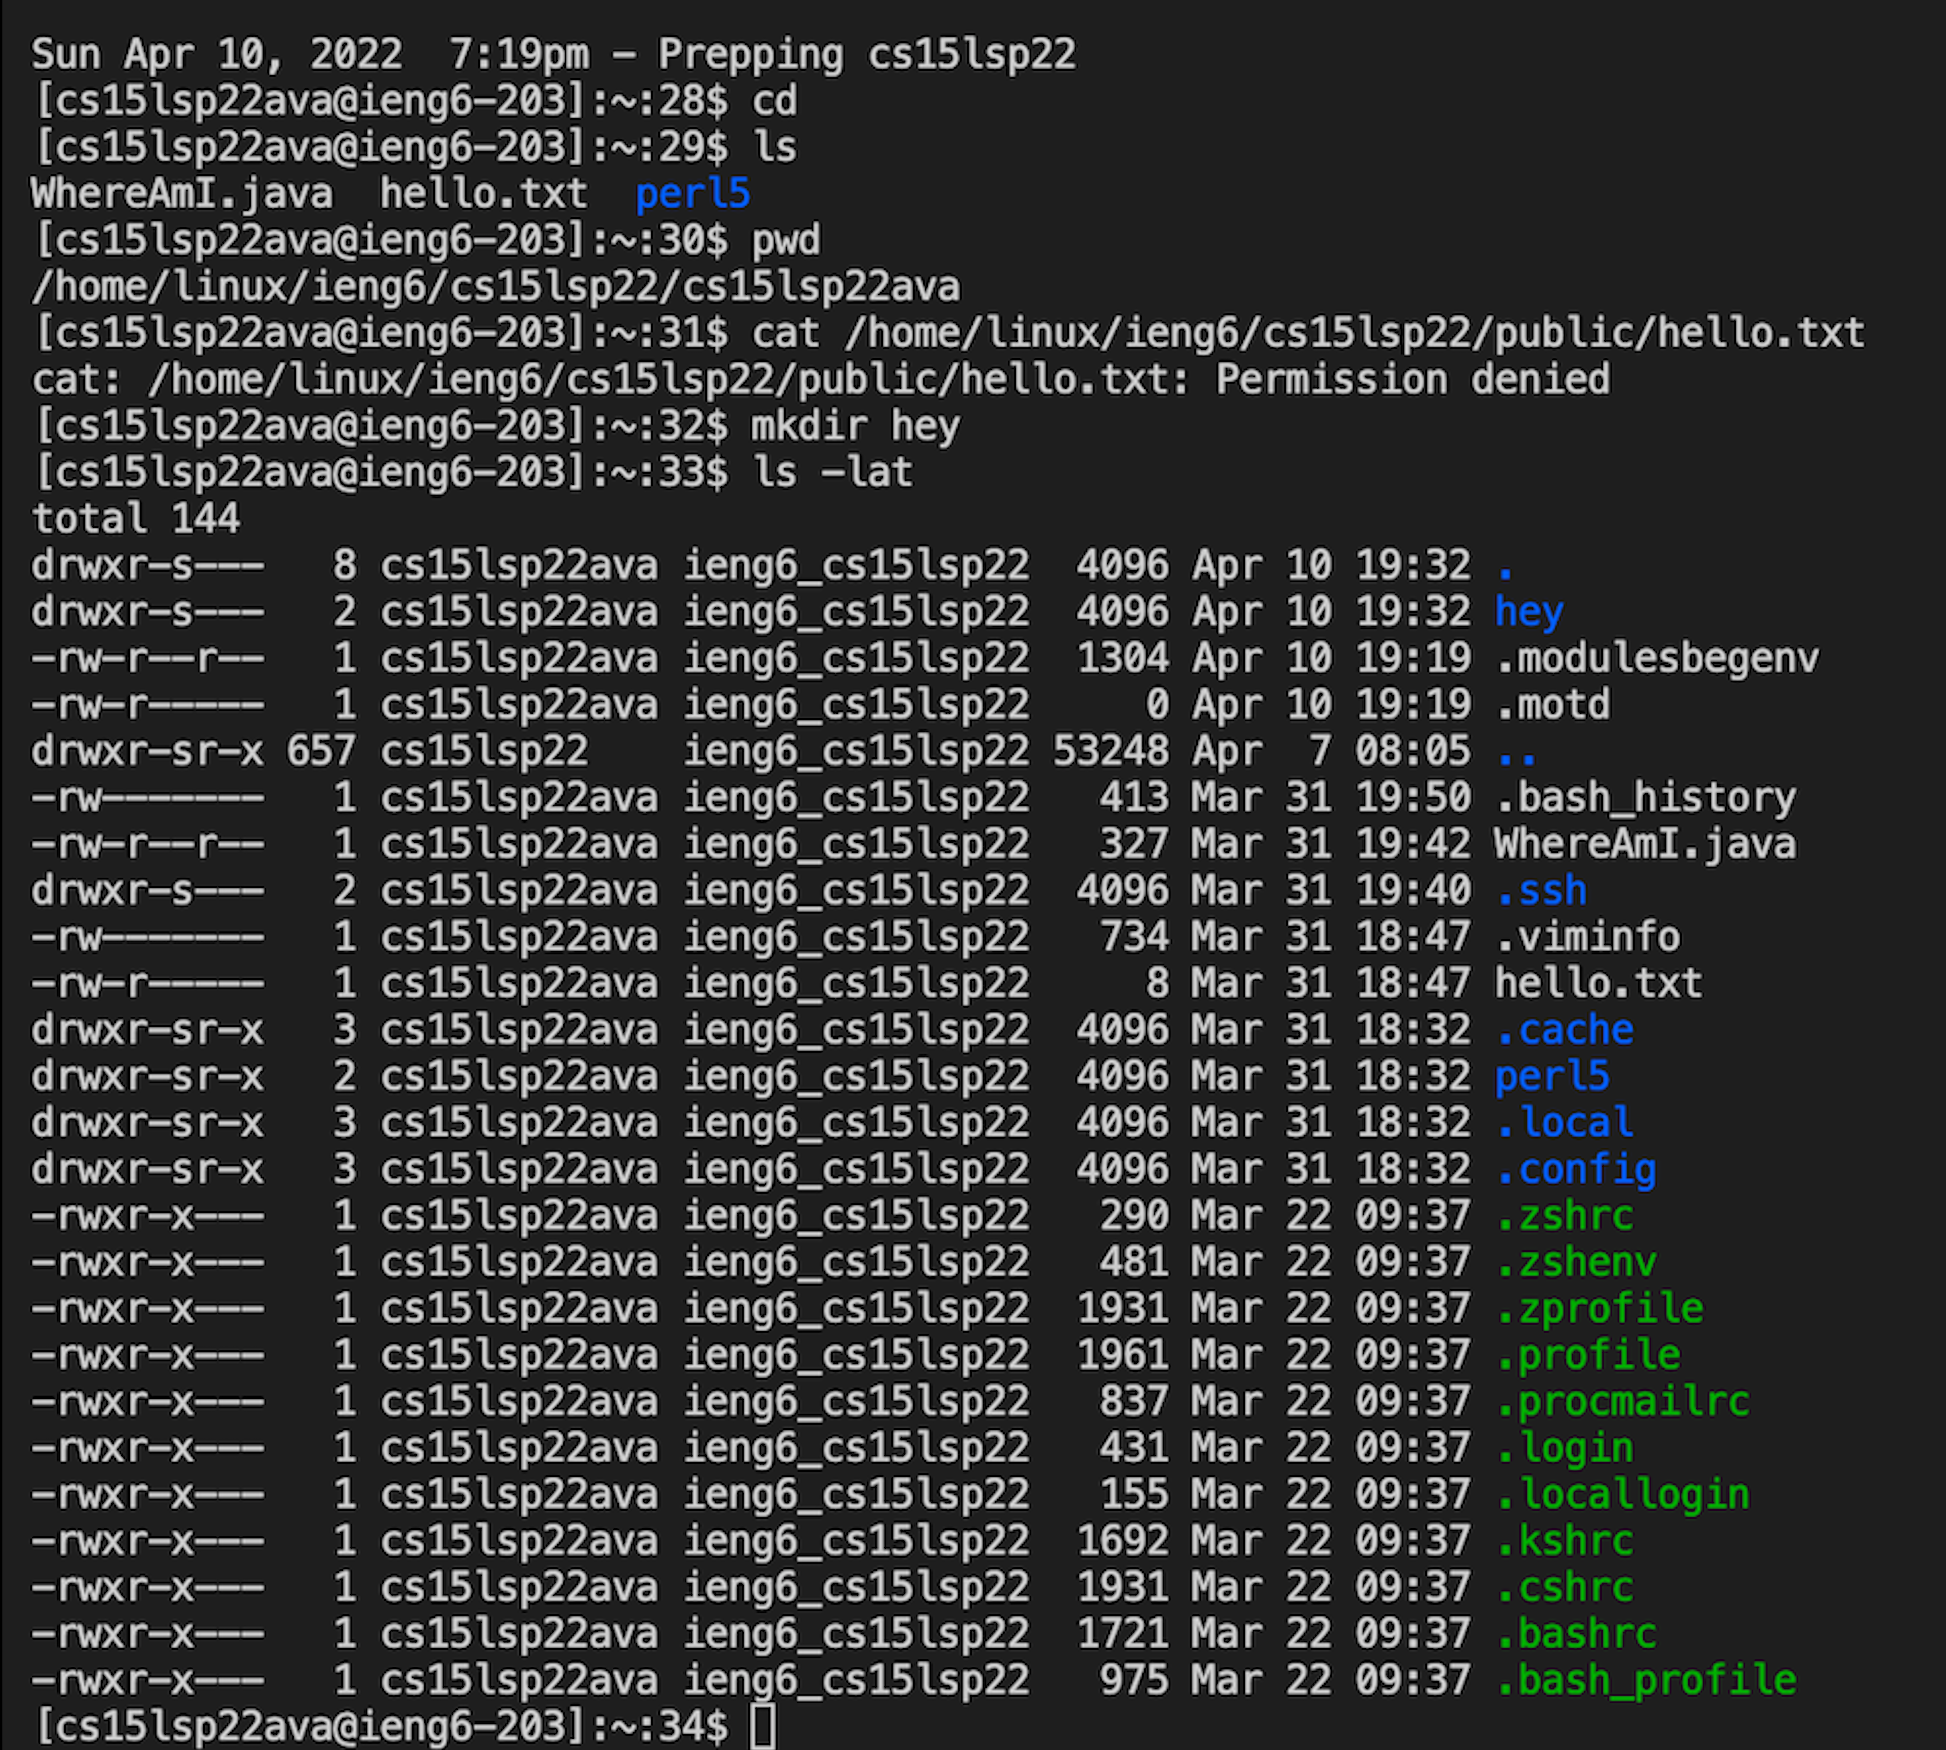 Sun Apr 10, 2022  7:19pm - Prepping cs15lsp22
[cs15lsp22ava@ieng6-203]:~:28$ cd
[cs15lsp22ava@ieng6-203]:~:29$ ls
WhereAmI.java  hello.txt  perl5
[cs15lsp22ava@ieng6-203]:~:30$ pwd
/home/linux/ieng6/cs15lsp22/cs15lsp22ava
[cs15lsp22ava@ieng6-203]:~:31$ cat /home/linux/ieng6/cs15lsp22/public/hello.txt
cat: /home/linux/ieng6/cs15lsp22/public/hello.txt: Permission denied
[cs15lsp22ava@ieng6-203]:~:32$ mkdir hey
[cs15lsp22ava@ieng6-203]:~:33$ ls -lat
total 144
drwxr-s---   8 cs15lsp22ava ieng6_cs15lsp22  4096 Apr 10 19:32 .
drwxr-s---   2 cs15lsp22ava ieng6_cs15lsp22  4096 Apr 10 19:32 hey
-rw-r--r--   1 cs15lsp22ava ieng6_cs15lsp22  1304 Apr 10 19:19 .modulesbegenv
-rw-r-----   1 cs15lsp22ava ieng6_cs15lsp22     0 Apr 10 19:19 .motd
drwxr-sr-x 657 cs15lsp22    ieng6_cs15lsp22 53248 Apr  7 08:05 ..
-rw-------   1 cs15lsp22ava ieng6_cs15lsp22   413 Mar 31 19:50 .bash_history
-rw-r--r--   1 cs15lsp22ava ieng6_cs15lsp22   327 Mar 31 19:42 WhereAmI.java
drwxr-s---   2 cs15lsp22ava ieng6_cs15lsp22  4096 Mar 31 19:40 .ssh
-rw-------   1 cs15lsp22ava ieng6_cs15lsp22   734 Mar 31 18:47 .viminfo
-rw-r-----   1 cs15lsp22ava ieng6_cs15lsp22     8 Mar 31 18:47 hello.txt
drwxr-sr-x   3 cs15lsp22ava ieng6_cs15lsp22  4096 Mar 31 18:32 .cache
drwxr-sr-x   2 cs15lsp22ava ieng6_cs15lsp22  4096 Mar 31 18:32 perl5
drwxr-sr-x   3 cs15lsp22ava ieng6_cs15lsp22  4096 Mar 31 18:32 .local
drwxr-sr-x   3 cs15lsp22ava ieng6_cs15lsp22  4096 Mar 31 18:32 .config
-rwxr-x---   1 cs15lsp22ava ieng6_cs15lsp22   290 Mar 22 09:37 .zshrc
-rwxr-x---   1 cs15lsp22ava ieng6_cs15lsp22   481 Mar 22 09:37 .zshenv
-rwxr-x---   1 cs15lsp22ava ieng6_cs15lsp22  1931 Mar 22 09:37 .zprofile
-rwxr-x---   1 cs15lsp22ava ieng6_cs15lsp22  1961 Mar 22 09:37 .profile
-rwxr-x---   1 cs15lsp22ava ieng6_cs15lsp22   837 Mar 22 09:37 .procmailrc
-rwxr-x---   1 cs15lsp22ava ieng6_cs15lsp22   431 Mar 22 09:37 .login
-rwxr-x---   1 cs15lsp22ava ieng6_cs15lsp22   155 Mar 22 09:37 .locallogin
-rwxr-x---   1 cs15lsp22ava ieng6_cs15lsp22  1692 Mar 22 09:37 .kshrc
-rwxr-x---   1 cs15lsp22ava ieng6_cs15lsp22  1931 Mar 22 09:37 .cshrc
-rwxr-x---   1 cs15lsp22ava ieng6_cs15lsp22  1721 Mar 22 09:37 .bashrc
-rwxr-x---   1 cs15lsp22ava ieng6_cs15lsp22   975 Mar 22 09:37 .bash_profile
[cs15lsp22ava@ieng6-203]:~:34$